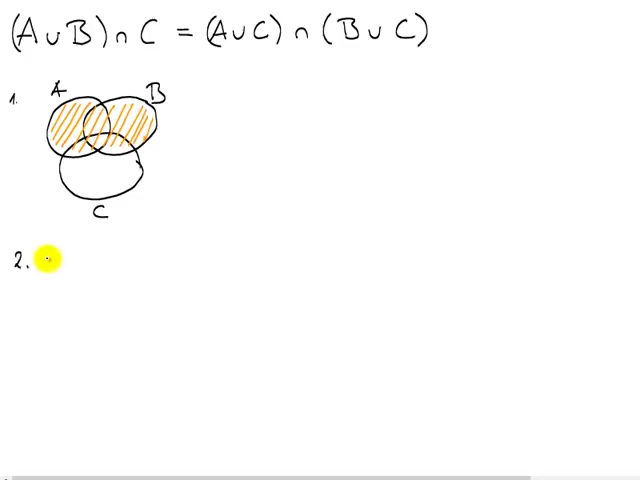 (A ∪ B) ∩ C = (A ∪ C) ∩ (B ∪ C)
1.
A
B
C
2.